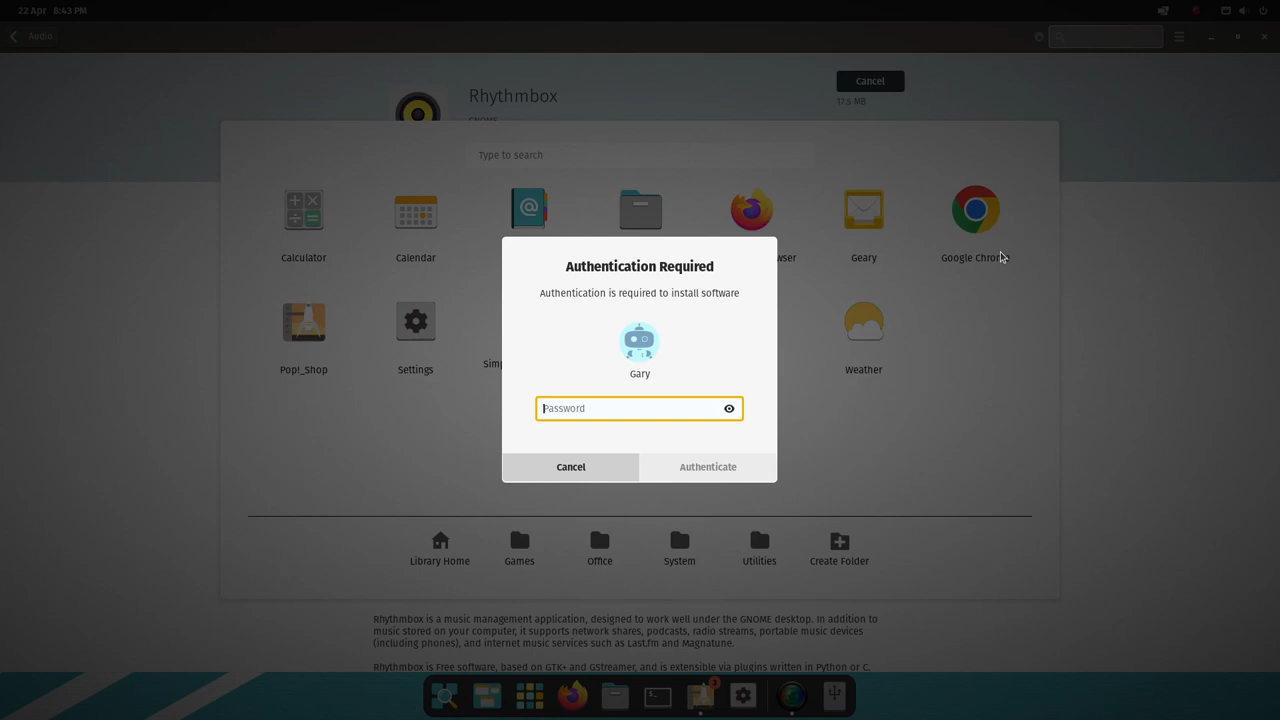 22 Apr 8:43 PM
Audio
Rhythmbox
Cancel
17.5 MB
GNOME
Type to search
Calculator
Calendar
wser
Geary
Google Chrome
Authentication Required
Authentication is required to install software
Gary
Password
Cancel
Authenticate
Pop!_Shop
Settings
Simp
Weather
Library Home
Games
Office
System
Utilities
Create Folder
Rhythmbox is a music management application, designed to work well under the GNOME desktop. In addition to
music stored on your computer, it supports network shares, podcasts, radio streams, portable music devices
(including phones), and internet music services such as Last.fm and Magnatune.
Rhythmbox is Free software, based on GTK+ and GStreamer, and is extensible via plugins written in Python or C.
3